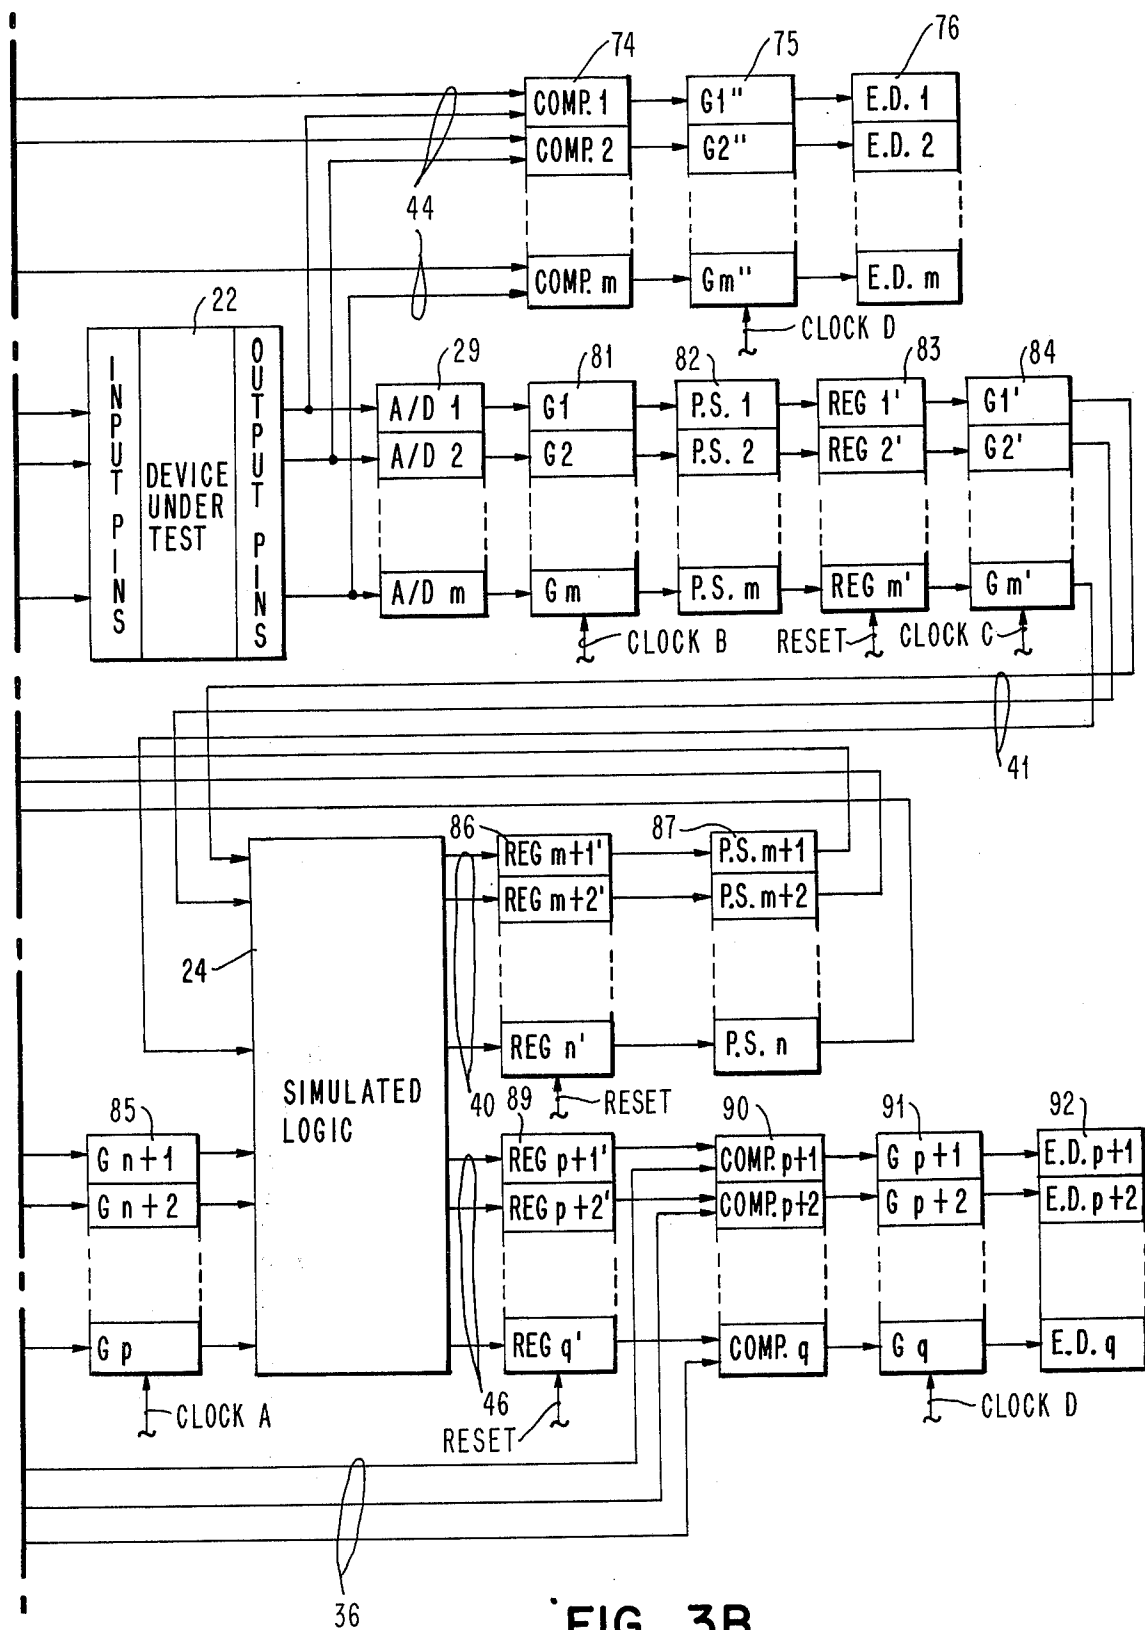 74 75 76
COMP. 1 G1" E.D. 1
COMP. 2 G2" E.D. 2
44
COMP. m Gm" E.D. m
CLOCK D
22
INPUT PINS
DEVICE UNDER TEST
OUTPUT PINS
29 81 82 83 84
A/D 1 G1 P.S. 1 REG 1' G1'
A/D 2 G2 P.S. 2 REG 2' G2'
A/D m Gm P.S. m REG m' Gm'
CLOCK B RESET CLOCK C
41
86 87
REG m+1' P.S. m+1
REG m+2' P.S. m+2
24
REG n' P.S. n
SIMULATED
LOGIC
40 RESET
85 89 90 91 92
G n+1 REG p+1' COMP. p+1 G p+1 E.D. p+1
G n+2 REG p+2' COMP. p+2 G p+2 E.D. p+2
G p REG q' COMP. q G q E.D. q
CLOCK A 46 RESET CLOCK D
36
FIG. 3B